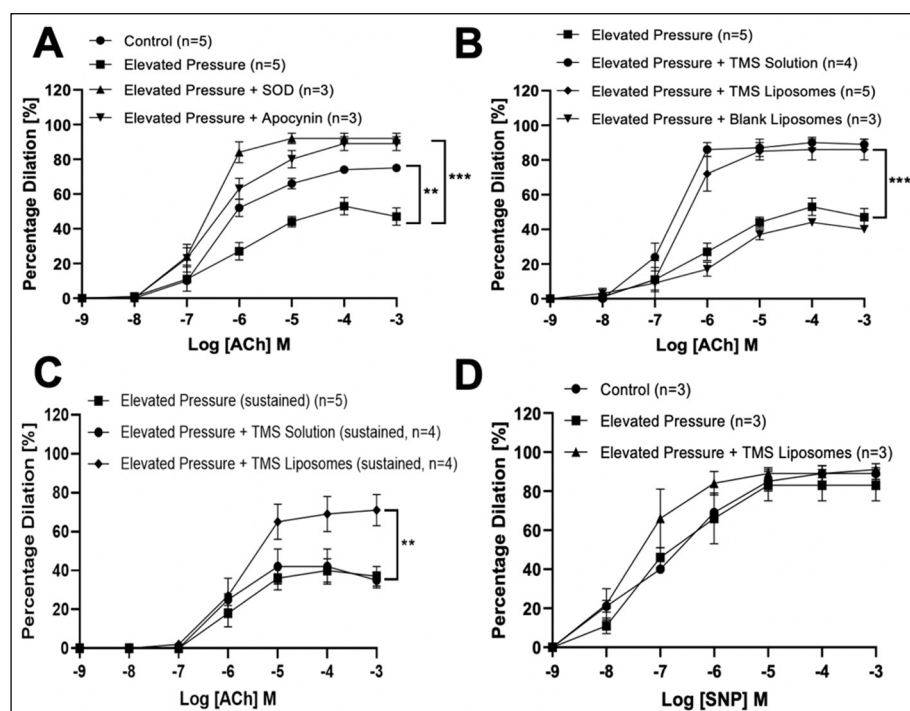 A
Control (n=5)
Elevated Pressure (n=5)
Elevated Pressure + SOD (n=3)
Elevated Pressure + Apocynin (n=3)
Percentage Dilation [%]
120
100
80
60
40
20
0
-9 -8 -7 -6 -5 -4 -3
Log [ACh] M
** ***
B
Elevated Pressure (n=5)
Elevated Pressure + TMS Solution (n=4)
Elevated Pressure + TMS Liposomes (n=5)
Elevated Pressure + Blank Liposomes (n=3)
Percentage Dilation [%]
120
100
80
60
40
20
0
-9 -8 -7 -6 -5 -4 -3
Log [ACh] M
***
C
Elevated Pressure (sustained) (n=5)
Elevated Pressure + TMS Solution (sustained, n=4)
Elevated Pressure + TMS Liposomes (sustained, n=4)
Percentage Dilation [%]
120
100
80
60
40
20
0
-9 -8 -7 -6 -5 -4 -3
Log [ACh] M
**
D
Control (n=3)
Elevated Pressure (n=3)
Elevated Pressure + TMS Liposomes (n=3)
Percentage Dilation [%]
120
100
80
60
40
20
0
-9 -8 -7 -6 -5 -4 -3
Log [SNP] M